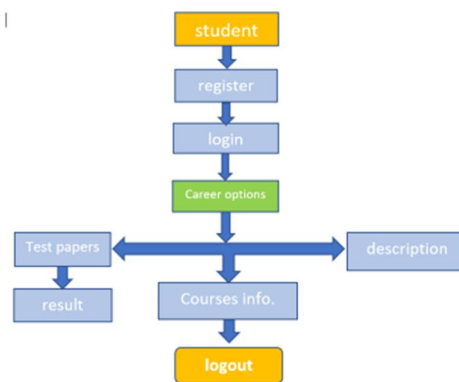 student
register
login
Career options
Test papers
description
result
Courses info.
logout